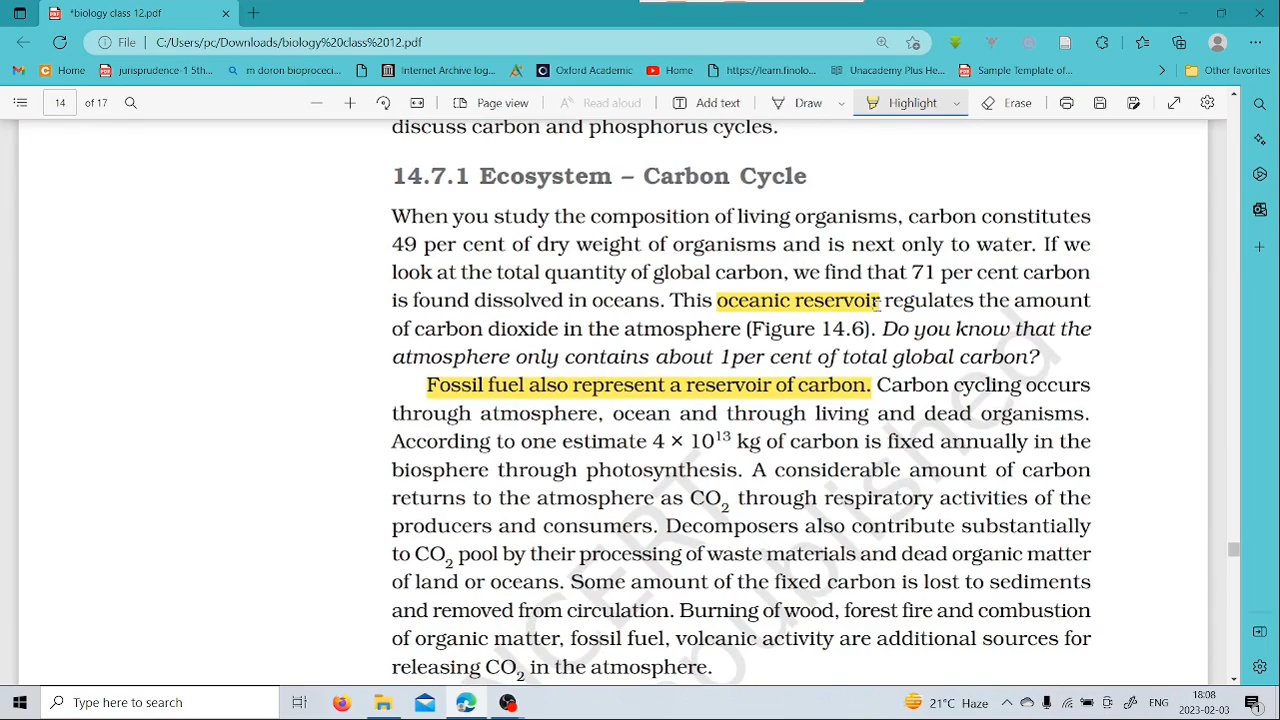 *biology class 12.pdf
File C:/Users/pc/Downloads/biology%20class%2012.pdf
Home jurisprudence-1 5th... m doron bioproceci... Internet Archive log... Oxford Academic Home https://learn.finolo... Unacademy Plus He... Sample Template of... Other favorites
14 of 17 Page view Read aloud Add text Draw Highlight Erase
discuss carbon and phosphorus cycles.
14.7.1 Ecosystem – Carbon Cycle
When you study the composition of living organisms, carbon constitutes
49 per cent of dry weight of organisms and is next only to water. If we
look at the total quantity of global carbon, we find that 71 per cent carbon
is found dissolved in oceans. This oceanic reservoir regulates the amount
of carbon dioxide in the atmosphere (Figure 14.6). Do you know that the
atmosphere only contains about 1per cent of total global carbon?
Fossil fuel also represent a reservoir of carbon. Carbon cycling occurs
through atmosphere, ocean and through living and dead organisms.
According to one estimate 4 × 10¹³ kg of carbon is fixed annually in the
biosphere through photosynthesis. A considerable amount of carbon
returns to the atmosphere as CO₂ through respiratory activities of the
producers and consumers. Decomposers also contribute substantially
to CO₂ pool by their processing of waste materials and dead organic matter
of land or oceans. Some amount of the fixed carbon is lost to sediments
and removed from circulation. Burning of wood, forest fire and combustion
of organic matter, fossil fuel, volcanic activity are additional sources for
releasing CO₂ in the atmosphere.
NCERT
republished
Type here to search 21°C Haze ENG 18:08
2023-02-03